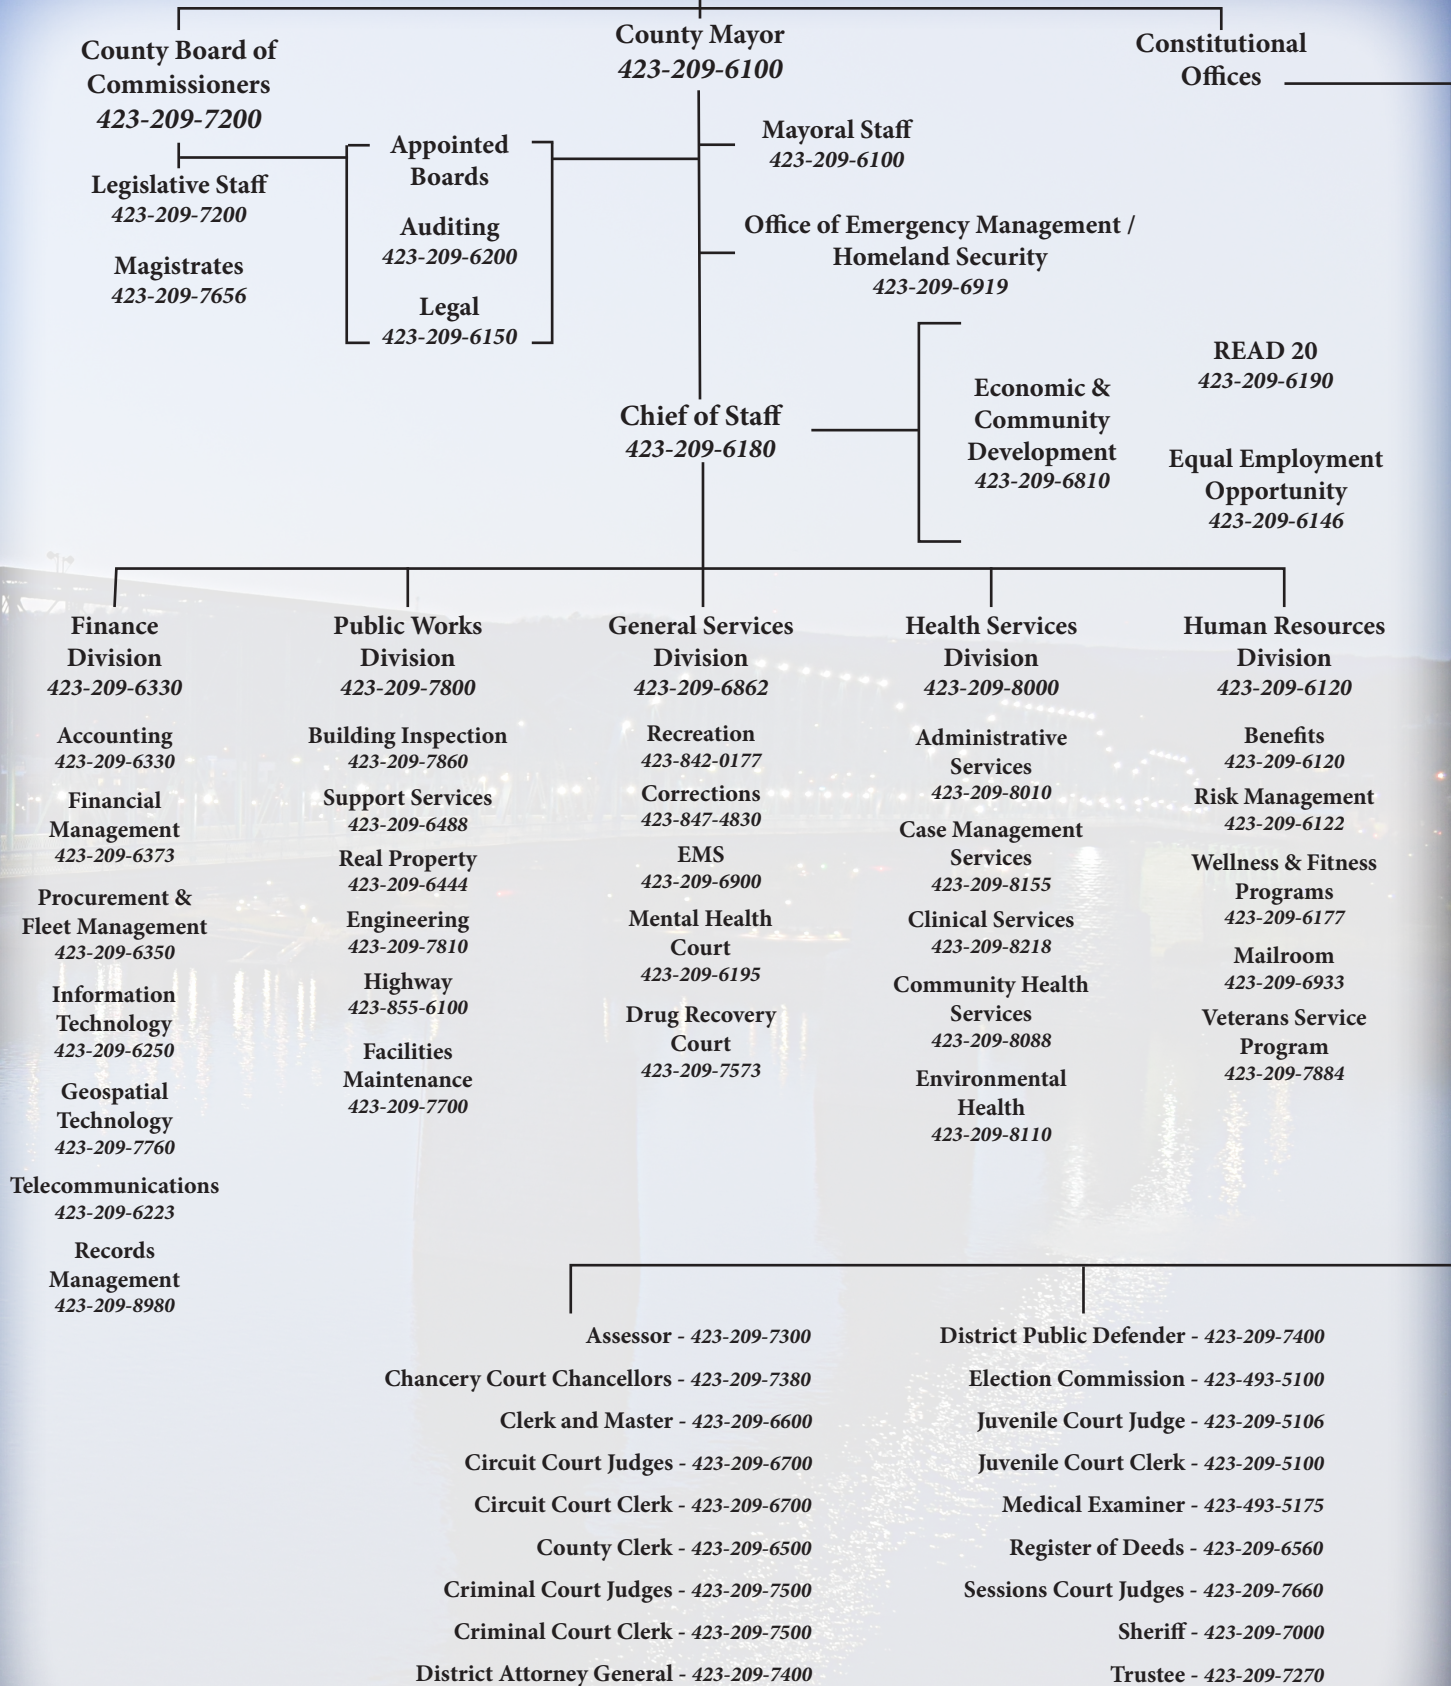 County Board of
Commissioners
423-209-7200
County Mayor
423-209-6100
Constitutional
Offices
Legislative Staff
423-209-7200
Magistrates
423-209-7656
Appointed
Boards
Auditing
423-209-6200
Legal
423-209-6150
Mayoral Staff
423-209-6100
Office of Emergency Management /
Homeland Security
423-209-6919
Chief of Staff
423-209-6180
Economic &
Community
Development
423-209-6810
READ 20
423-209-6190
Equal Employment
Opportunity
423-209-6146
Finance
Division
423-209-6330
Accounting
423-209-6330
Financial
Management
423-209-6373
Procurement &
Fleet Management
423-209-6350
Information
Technology
423-209-6250
Geospatial
Technology
423-209-7760
Telecommunications
423-209-6223
Records
Management
423-209-8980
Public Works
Division
423-209-7800
Building Inspection
423-209-7860
Support Services
423-209-6488
Real Property
423-209-6444
Engineering
423-209-7810
Highway
423-855-6100
Facilities
Maintenance
423-209-7700
General Services
Division
423-209-6862
Recreation
423-842-0177
Corrections
423-847-4830
EMS
423-209-6900
Mental Health
Court
423-209-6195
Drug Recovery
Court
423-209-7573
Health Services
Division
423-209-8000
Administrative
Services
423-209-8010
Case Management
Services
423-209-8155
Clinical Services
423-209-8218
Community Health
Services
423-209-8088
Environmental
Health
423-209-8110
Human Resources
Division
423-209-6120
Benefits
423-209-6120
Risk Management
423-209-6122
Wellness & Fitness
Programs
423-209-6177
Mailroom
423-209-6933
Veterans Service
Program
423-209-7884
Assessor - 423-209-7300
Chancery Court Chancellors - 423-209-7380
Clerk and Master - 423-209-6600
Circuit Court Judges - 423-209-6700
Circuit Court Clerk - 423-209-6700
County Clerk - 423-209-6500
Criminal Court Judges - 423-209-7500
Criminal Court Clerk - 423-209-7500
District Attorney General - 423-209-7400
District Public Defender - 423-209-7400
Election Commission - 423-493-5100
Juvenile Court Judge - 423-209-5106
Juvenile Court Clerk - 423-209-5100
Medical Examiner - 423-493-5175
Register of Deeds - 423-209-6560
Sessions Court Judges - 423-209-7660
Sheriff - 423-209-7000
Trustee - 423-209-7270